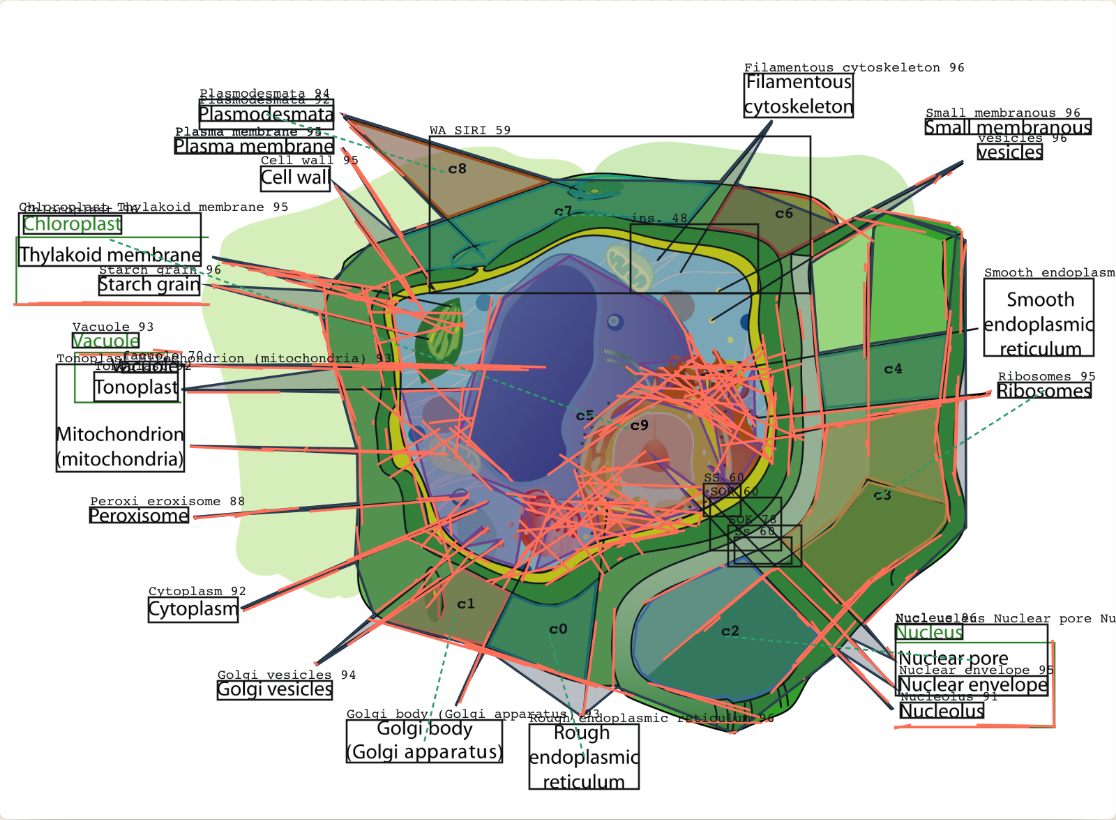 Filamentous cytoskeleton 96
Filamentous
cytoskeleton
Plasmodesmata 94
Plasmodesmata 92
Plasmodesmata
Small membranous 96
Small membranous
vesicles 96
vesicles
WA SIRI 59
Plasma membrane
Plasma membrane
Cell wall 95
Cell wall
c8
c7
c6
ins. 48
Thylakoid membrane 95
Chloroplast
Thylakoid membrane
Starch grain 96
Starch grain
Smooth endoplasm
Smooth
endoplasmic
reticulum
Vacuole 93
Vacuole
Mitochondrion (mitochondria) 93
Tonoplast
c4
Ribosomes 95
Ribosomes
c5
c9
Mitochondrion
(mitochondria)
SS 60
SOK 60
SOK 78
Ss 60
c3
Peroxi eroxisome 88
Peroxisome
Cytoplasm 92
Cytoplasm
c1
c0
c2
Nuclear pore Nu
Nucleus
Nuclear pore
Nuclear envelope 95
Nuclear envelope
Nucleolus 91
Nucleolus
Golgi vesicles 94
Golgi vesicles
Golgi body (Golgi apparatus) 93
Golgi body
(Golgi apparatus)
Rough endoplasmic reticulum 96
Rough
endoplasmic
reticulum